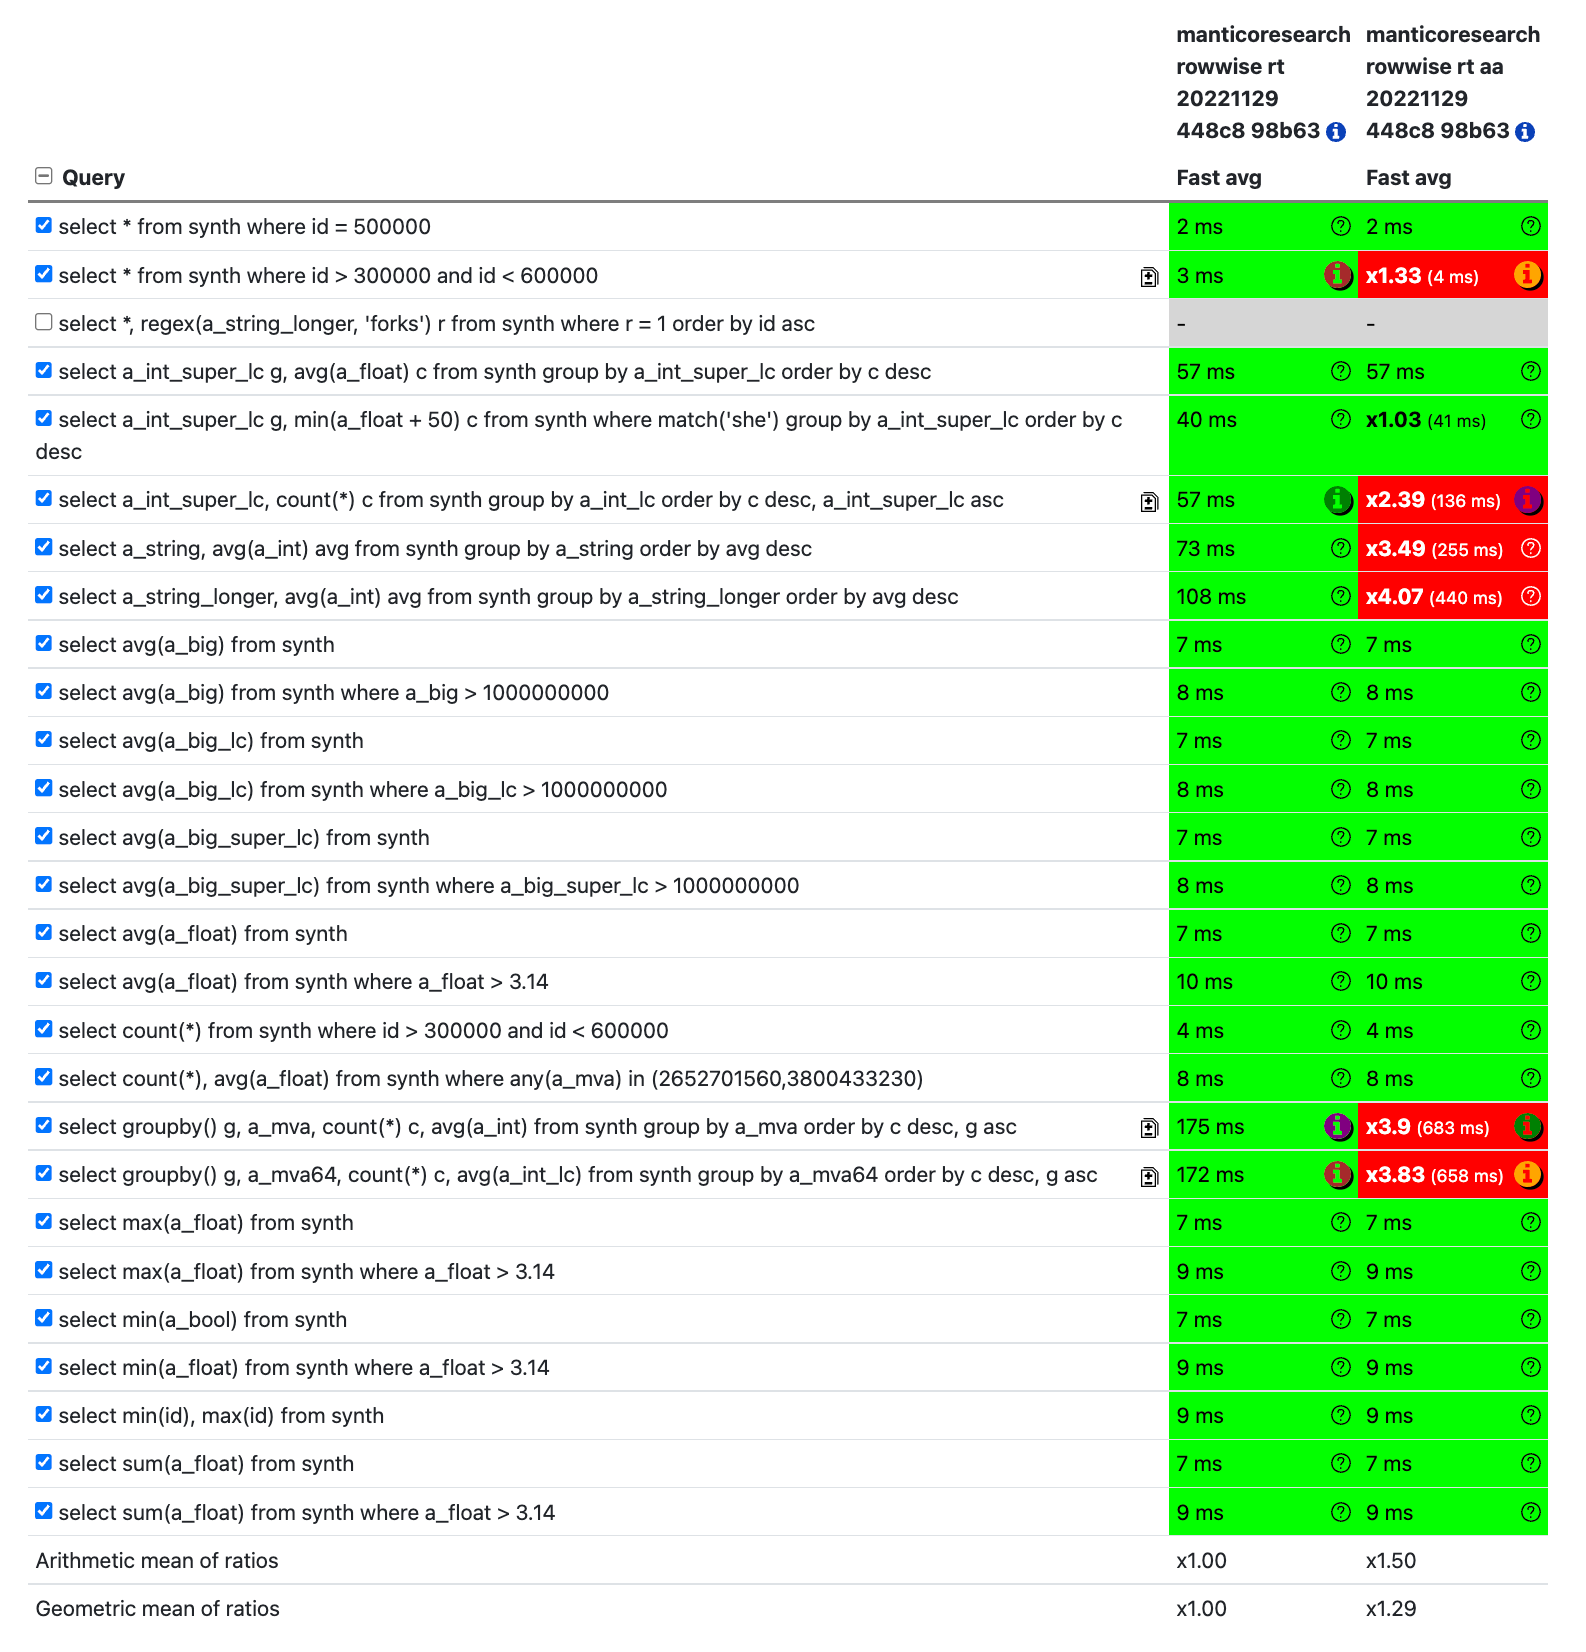 manticoresearch manticoresearch
rowwise rt rowwise rt aa
20221129 20221129
448c8 98b63 448c8 98b63
Query Fast avg Fast avg
select * from synth where id = 500000 2 ms 2 ms
select * from synth where id > 300000 and id < 600000 3 ms x1.33 (4 ms)
select *, regex(a_string_longer, 'forks') r from synth where r = 1 order by id asc - -
select a_int_super_lc g, avg(a_float) c from synth group by a_int_super_lc order by c desc 57 ms 57 ms
select a_int_super_lc g, min(a_float + 50) c from synth where match('she') group by a_int_super_lc order by c 40 ms x1.03 (41 ms)
desc
select a_int_super_lc, count(*) c from synth group by a_int_lc order by c desc, a_int_super_lc asc 57 ms x2.39 (136 ms)
select a_string, avg(a_int) avg from synth group by a_string order by avg desc 73 ms x3.49 (255 ms)
select a_string_longer, avg(a_int) avg from synth group by a_string_longer order by avg desc 108 ms x4.07 (440 ms)
select avg(a_big) from synth 7 ms 7 ms
select avg(a_big) from synth where a_big > 1000000000 8 ms 8 ms
select avg(a_big_lc) from synth 7 ms 7 ms
select avg(a_big_lc) from synth where a_big_lc > 1000000000 8 ms 8 ms
select avg(a_big_super_lc) from synth 7 ms 7 ms
select avg(a_big_super_lc) from synth where a_big_super_lc > 1000000000 8 ms 8 ms
select avg(a_float) from synth 7 ms 7 ms
select avg(a_float) from synth where a_float > 3.14 10 ms 10 ms
select count(*) from synth where id > 300000 and id < 600000 4 ms 4 ms
select count(*), avg(a_float) from synth where any(a_mva) in (2652701560,3800433230) 8 ms 8 ms
select groupby() g, a_mva, count(*) c, avg(a_int) from synth group by a_mva order by c desc, g asc 175 ms x3.9 (683 ms)
select groupby() g, a_mva64, count(*) c, avg(a_int_lc) from synth group by a_mva64 order by c desc, g asc 172 ms x3.83 (658 ms)
select max(a_float) from synth 7 ms 7 ms
select max(a_float) from synth where a_float > 3.14 9 ms 9 ms
select min(a_bool) from synth 7 ms 7 ms
select min(a_float) from synth where a_float > 3.14 9 ms 9 ms
select min(id), max(id) from synth 9 ms 9 ms
select sum(a_float) from synth 7 ms 7 ms
select sum(a_float) from synth where a_float > 3.14 9 ms 9 ms
Arithmetic mean of ratios x1.00 x1.50
Geometric mean of ratios x1.00 x1.29